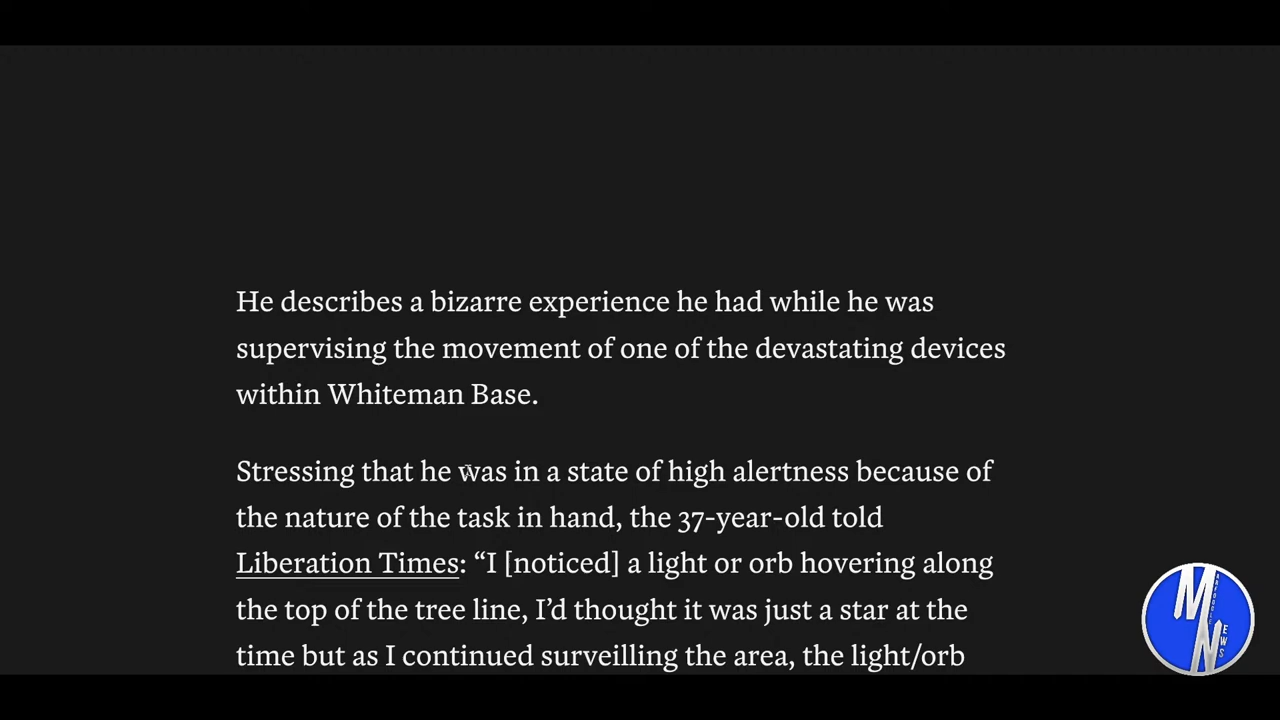 He describes a bizarre experience he had while he was
supervising the movement of one of the devastating devices
within Whiteman Base.
Stressing that he was in a state of high alertness because of
the nature of the task in hand, the 37-year-old told
Liberation Times: “I [noticed] a light or orb hovering along
the top of the tree line, I’d thought it was just a star at the
time but as I continued surveilling the area, the light/orb
M
N
EWS